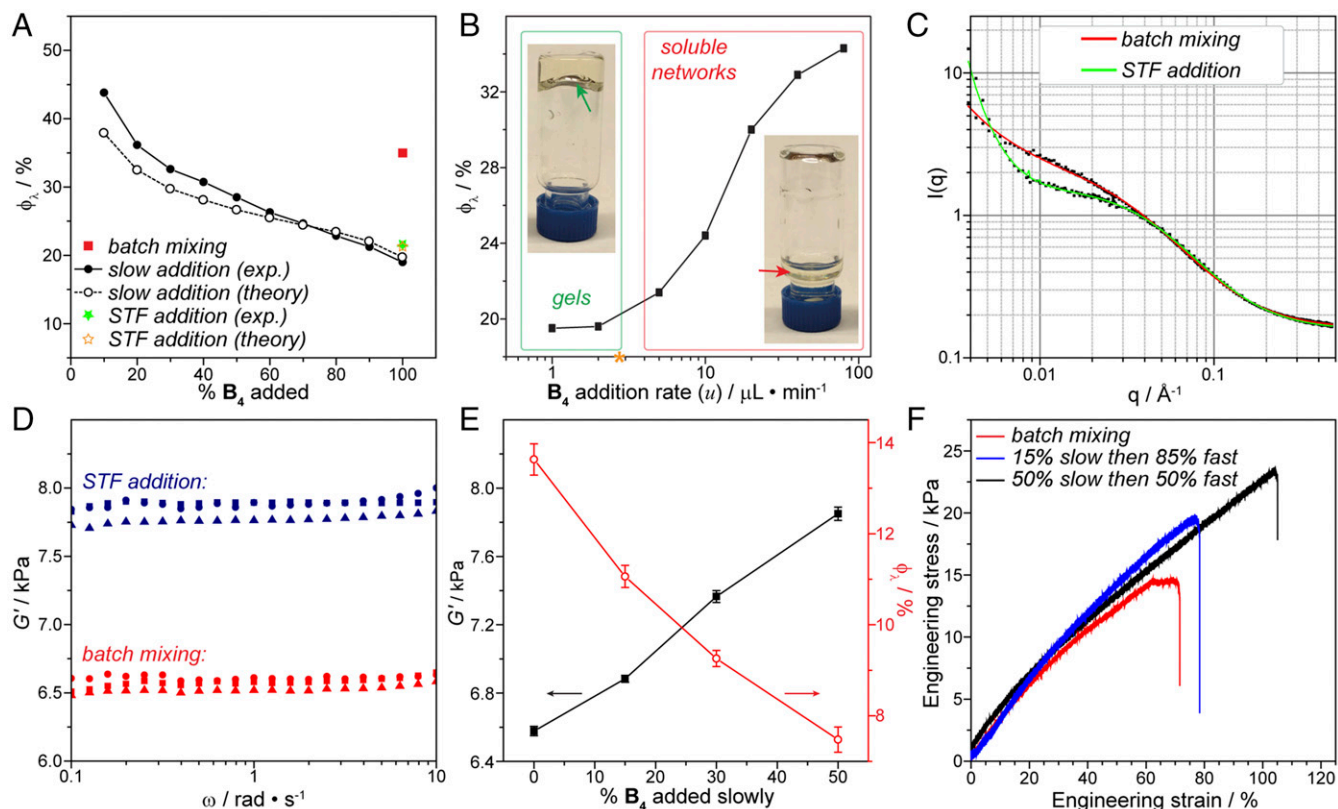 A
50
40
30
20
10
ϕλ / %
batch mixing
slow addition (exp.)
slow addition (theory)
STF addition (exp.)
STF addition (theory)
0 20 40 60 80 100
% B4 added
B
32
28
24
20
ϕλ / %
soluble
networks
gels
*
1 10 100
B4 addition rate (u) / μL • min-1
C
batch mixing
STF addition
10
1
0.1
I(q)
0.01 0.1
q / Å-1
D
STF addition:
batch mixing:
8.0
7.5
7.0
6.5
6.0
G' / kPa
0.1 1 10
ω / rad • s-1
E
8.0
7.6
7.2
6.8
6.4
G' / kPa
14
12
10
8
ϕλ / %
0 10 20 30 40 50
% B4 added slowly
F
batch mixing
15% slow then 85% fast
50% slow then 50% fast
25
20
15
10
5
0
Engineering stress / kPa
0 20 40 60 80 100 120
Engineering strain / %